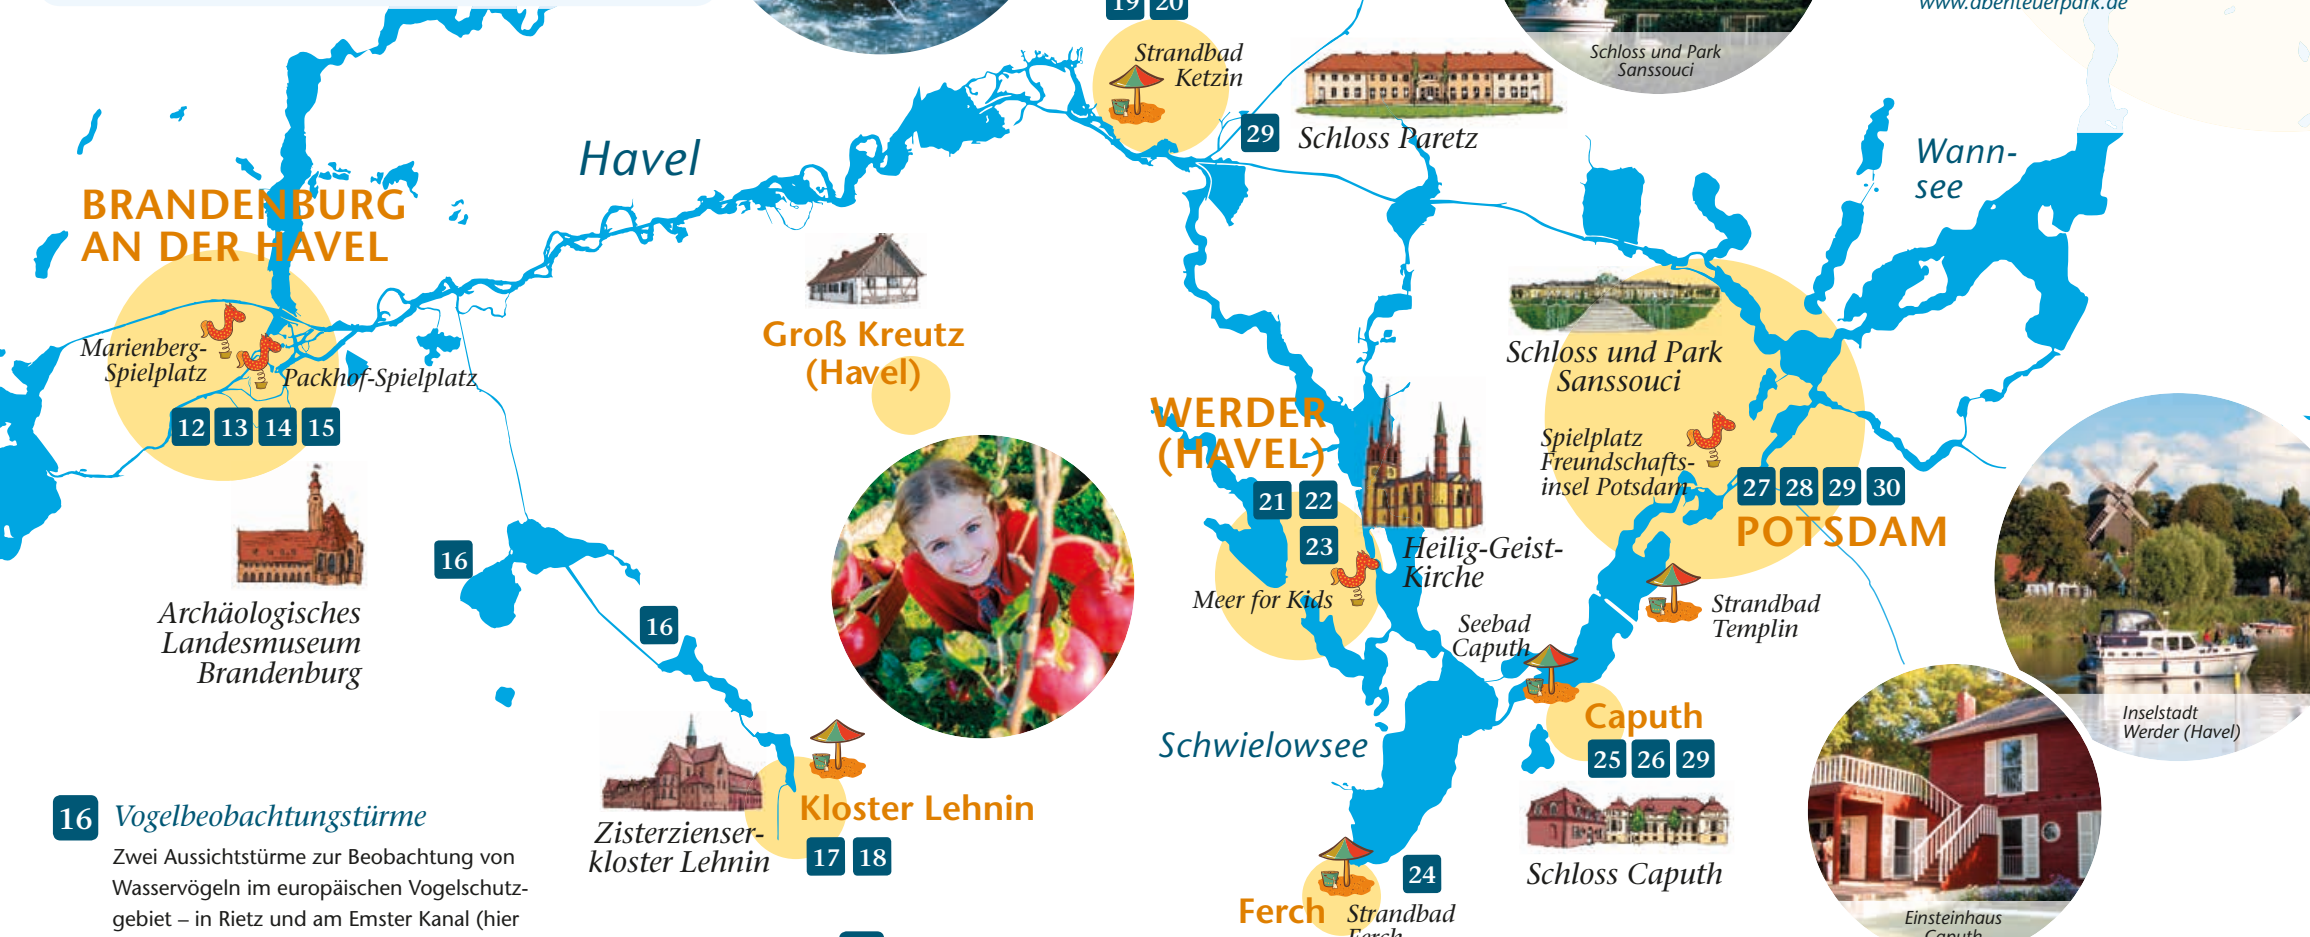 19 20
www.abenteuerpark.de
Strandbad
Ketzin
Schloss und Park
Sanssouci
29
Schloss Paretz
Havel
Wann-
see
BRANDENBURG
AN DER HAVEL
Marienberg-
Spielplatz
Packhof-Spielplatz
12 13 14 15
Groß Kreutz
(Havel)
Schloss und Park
Sanssouci
WERDER
(HAVEL)
21 22
23
Meer for Kids
Heilig-Geist-
Kirche
Spielplatz
Freundschafts-
insel Potsdam
27 28 29 30
POTSDAM
Archäologisches
Landesmuseum
Brandenburg
16
16
Seebad
Caputh
Strandbad
Templin
Inselstadt
Werder (Havel)
Schwielowsee
Caputh
25 26 29
Schloss Caputh
Zisterzienser-
kloster Lehnin
Kloster Lehnin
17 18
24
Ferch
Strandbad
Ferch
Einsteinhaus
Caputh
16 Vogelbeobachtungstürme
Zwei Aussichtstürme zur Beobachtung von
Wasservögeln im europäischen Vogelschutz-
gebiet – in Rietz und am Emster Kanal (hier